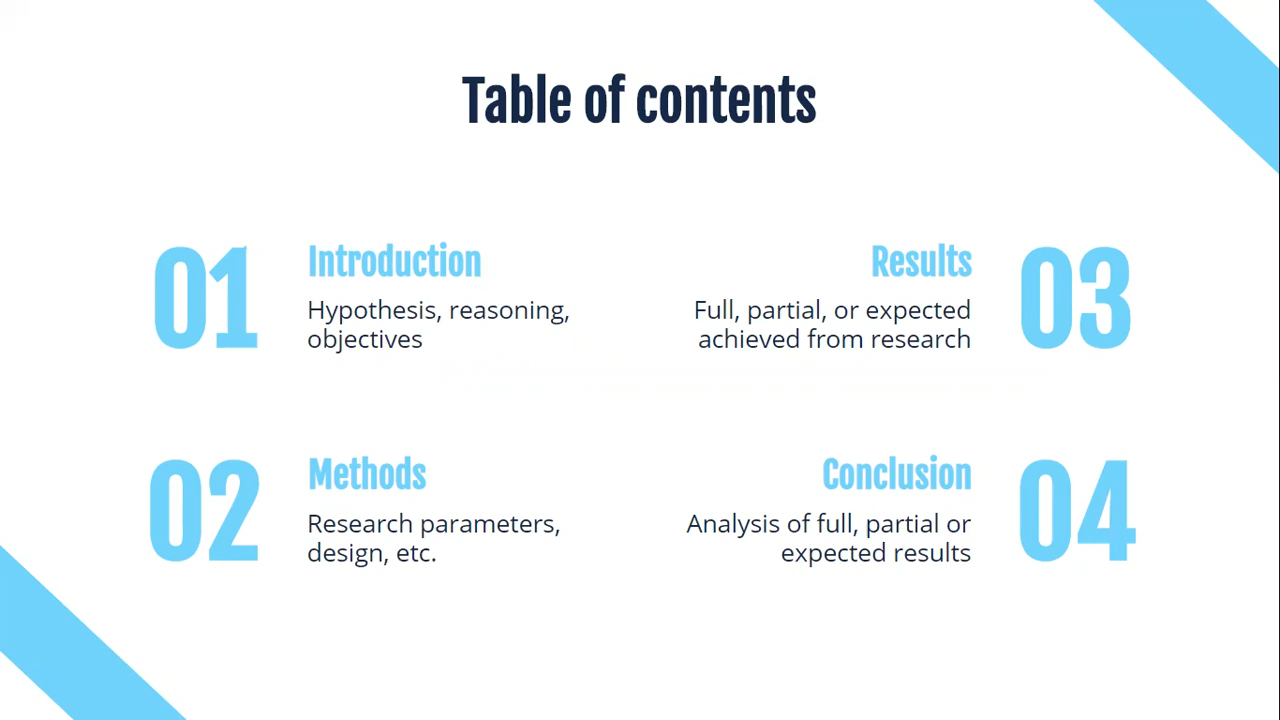 Table of contents
01
Introduction
Hypothesis, reasoning,
objectives
02
Methods
Research parameters,
design, etc.
03
Results
Full, partial, or expected
achieved from research
04
Conclusion
Analysis of full, partial or
expected results